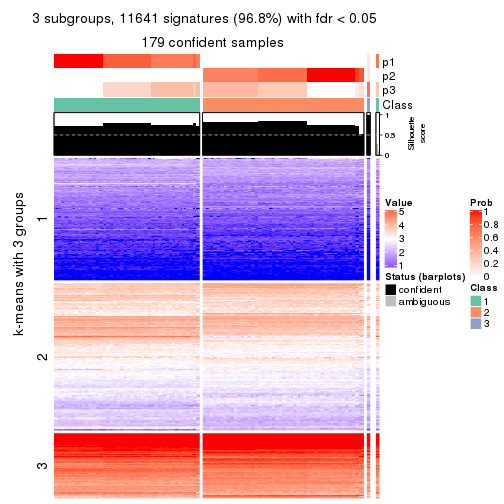 3 subgroups, 11641 signatures (96.8%) with fdr < 0.05
179 confident samples
p1
p2
p3
Class
1
0.5
0
Silhouette
score
k-means with 3 groups
1
2
3
Value
5
4
3
2
1
Status (barplots)
confident
ambiguous
Prob
1
0.8
0.6
0.4
0.2
0
Class
1
2
3